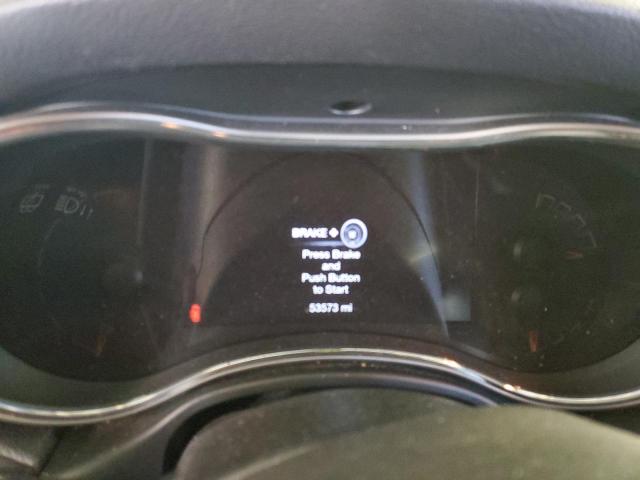 BRAKE +
Press Brake
and
Push Button
to Start
53573 mi